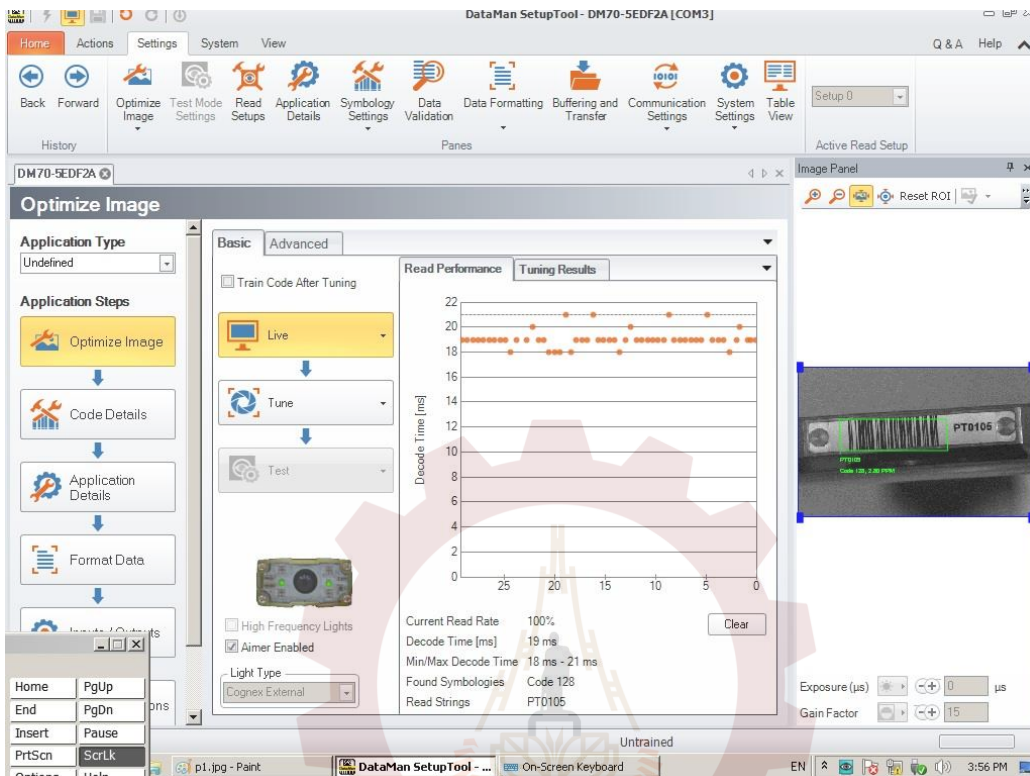 DataMan SetupTool - DM70-5EDF2A [COM3]
Home Actions Settings System View Q & A Help
Back Forward Optimize Image Test Mode Settings Read Setups Application Details Symbology Settings Data Validation Data Formatting Buffering and Transfer Communication Settings System Settings Table View Setup 0
History Panes Active Read Setup
DM70-5EDF2A Image Panel
Optimize Image Reset ROI
Application Type
Undefined
Application Steps
Optimize Image
Code Details
Application Details
Format Data
Basic Advanced
Train Code After Tuning
Live
Tune
Test
High Frequency Lights
Aimer Enabled
Light Type
Cognex External
Read Performance Tuning Results
22
20
18
16
14
12
10
8
6
4
2
0
Decode Time [ms]
25 20 15 10 5 0
Current Read Rate 100% Clear
Decode Time [ms] 19 ms
Min/Max Decode Time 18 ms - 21 ms
Found Symbologies Code 128
Read Strings PT0105
PT0105
PT0105
Code 128, 2.88 PPM
Exposure (µs) 0 µs
Gain Factor 15
Untrained
Home PgUp
End PgDn
Insert Pause
PrtScn ScrLk
Options Help
p1.jpg - Paint DataMan SetupTool - ... On-Screen Keyboard EN 3:56 PM